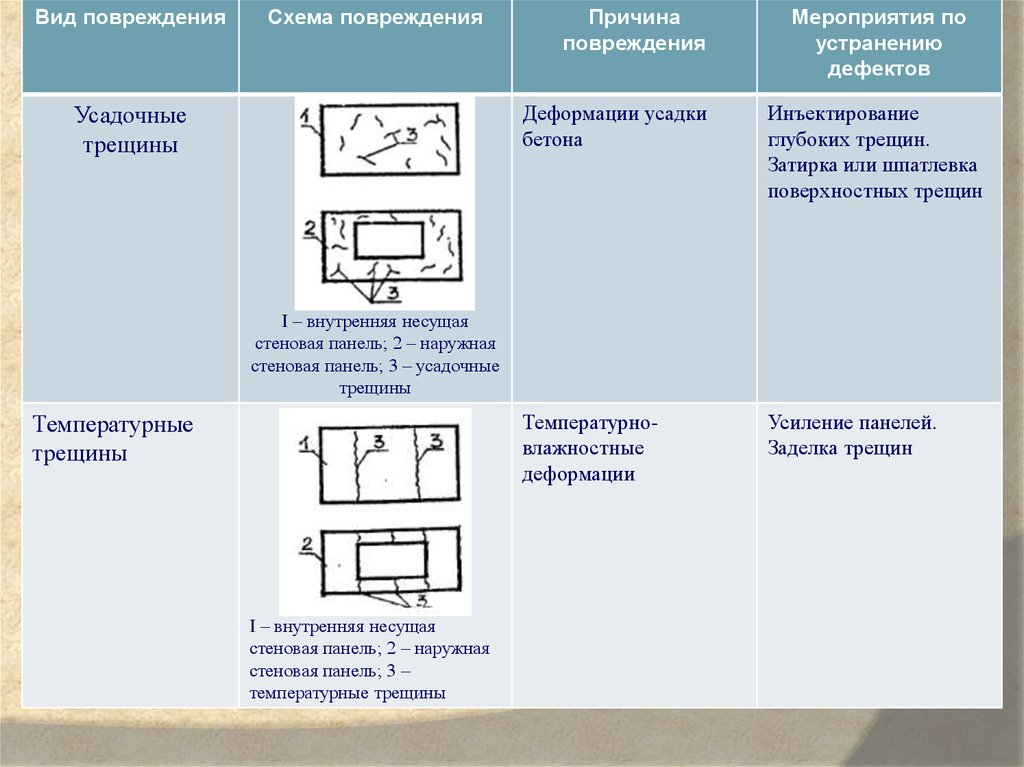 Вид повреждения
Схема повреждения
Причина
повреждения
Мероприятия по
устранению
дефектов
Усадочные
трещины
1
3
2
3
I – внутренняя несущая
стеновая панель; 2 – наружная
стеновая панель; 3 – усадочные
трещины
Деформации усадки
бетона
Инъектирование
глубоких трещин.
Затирка или шпатлевка
поверхностных трещин
Температурные
трещины
1
3
3
2
3
I – внутренняя несущая
стеновая панель; 2 – наружная
стеновая панель; 3 –
температурные трещины
Температурно-
влажностные
деформации
Усиление панелей.
Заделка трещин